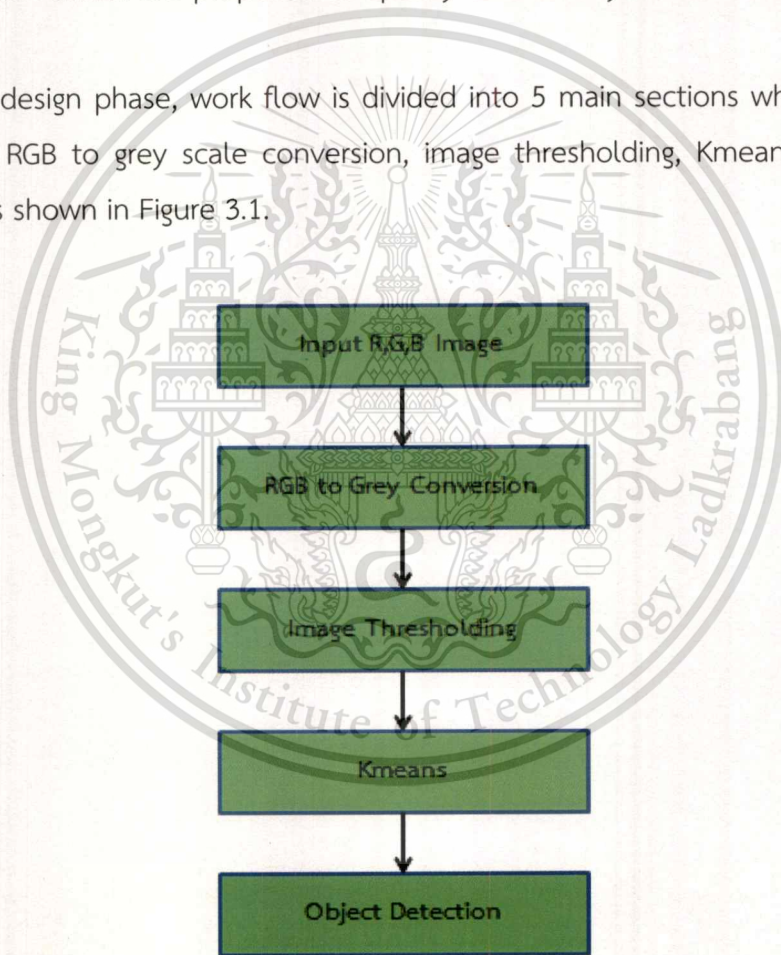 design phase, work flow is divided into 5 main sections wh
RGB to grey scale conversion, image thresholding, Kmean
s shown in Figure 3.1.
Input R,G,B Image
RGB to Grey Conversion
Image Thresholding
Kmeans
Object Detection
King Mongkut's Institute of Technology Ladkrabang